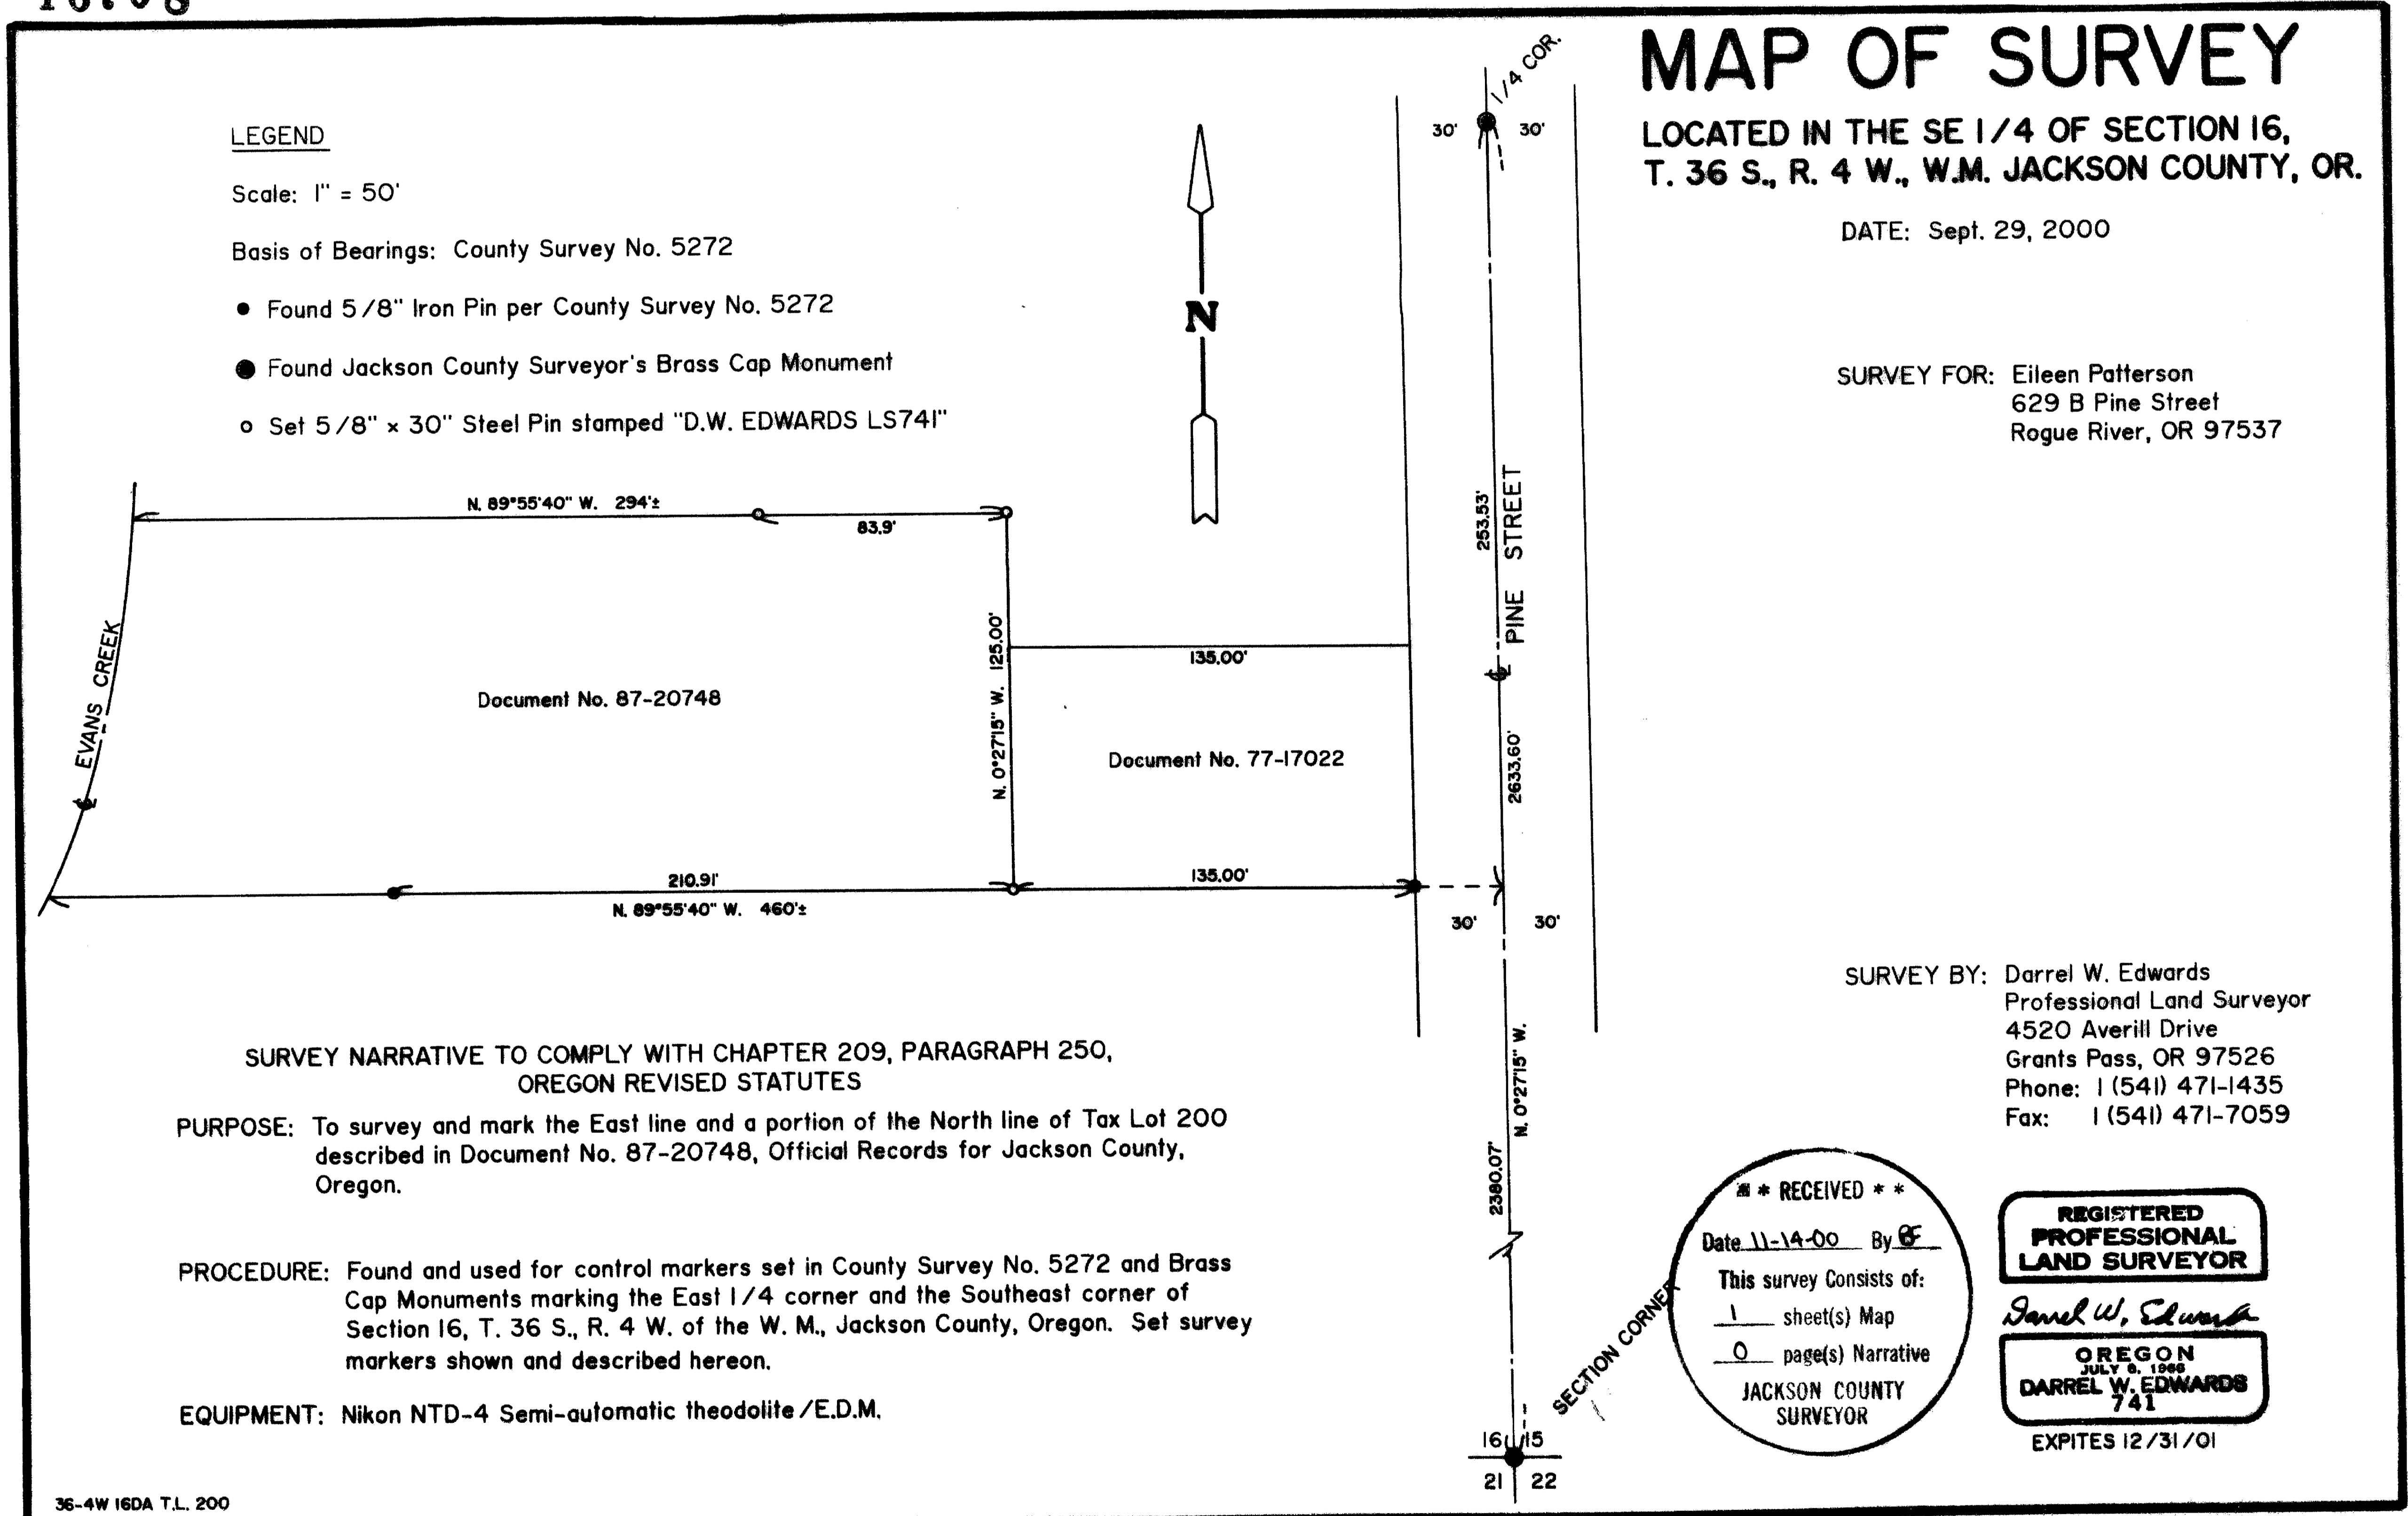 MAP OF SURVEY
LOCATED IN THE SE 1/4 OF SECTION 16,
T. 36 S., R. 4 W., W.M. JACKSON COUNTY, OR.
DATE: Sept. 29, 2000
SURVEY FOR: Eileen Patterson
629 B Pine Street
Rogue River, OR 97537
LEGEND
Scale: 1" = 50'
Basis of Bearings: County Survey No. 5272
Found 5/8" Iron Pin per County Survey No. 5272
Found Jackson County Surveyor's Brass Cap Monument
Set 5/8" x 30" Steel Pin stamped "D.W. EDWARDS LS741"
N
1/4 COR.
30'
30'
N. 89°55'40" W. 294'±
83.9'
253.53'
PINE STREET
EVANS CREEK
N. 0°27'15" W. 125.00'
135.00'
Document No. 87-20748
Document No. 77-17022
2633.60'
210.91'
135.00'
N. 89°55'40" W. 460'±
30'
30'
N. 0°27'15" W.
2380.07'
SECTION CORNER
16 15
21 22
SURVEY NARRATIVE TO COMPLY WITH CHAPTER 209, PARAGRAPH 250,
OREGON REVISED STATUTES
PURPOSE: To survey and mark the East line and a portion of the North line of Tax Lot 200
described in Document No. 87-20748, Official Records for Jackson County,
Oregon.
PROCEDURE: Found and used for control markers set in County Survey No. 5272 and Brass
Cap Monuments marking the East 1/4 corner and the Southeast corner of
Section 16, T. 36 S., R. 4 W. of the W. M., Jackson County, Oregon. Set survey
markers shown and described hereon.
EQUIPMENT: Nikon NTD-4 Semi-automatic theodolite/E.D.M.
36-4W 16DA T.L. 200
SURVEY BY: Darrel W. Edwards
Professional Land Surveyor
4520 Averill Drive
Grants Pass, OR 97526
Phone: 1 (541) 471-1435
Fax: 1 (541) 471-7059
* * RECEIVED * *
Date 11-14-00 By
This survey Consists of:
1 sheet(s) Map
0 page(s) Narrative
JACKSON COUNTY
SURVEYOR
REGISTERED
PROFESSIONAL
LAND SURVEYOR
Darrel W. Edwards
OREGON
JULY 8, 1966
DARREL W. EDWARDS
741
EXPITES 12/31/01